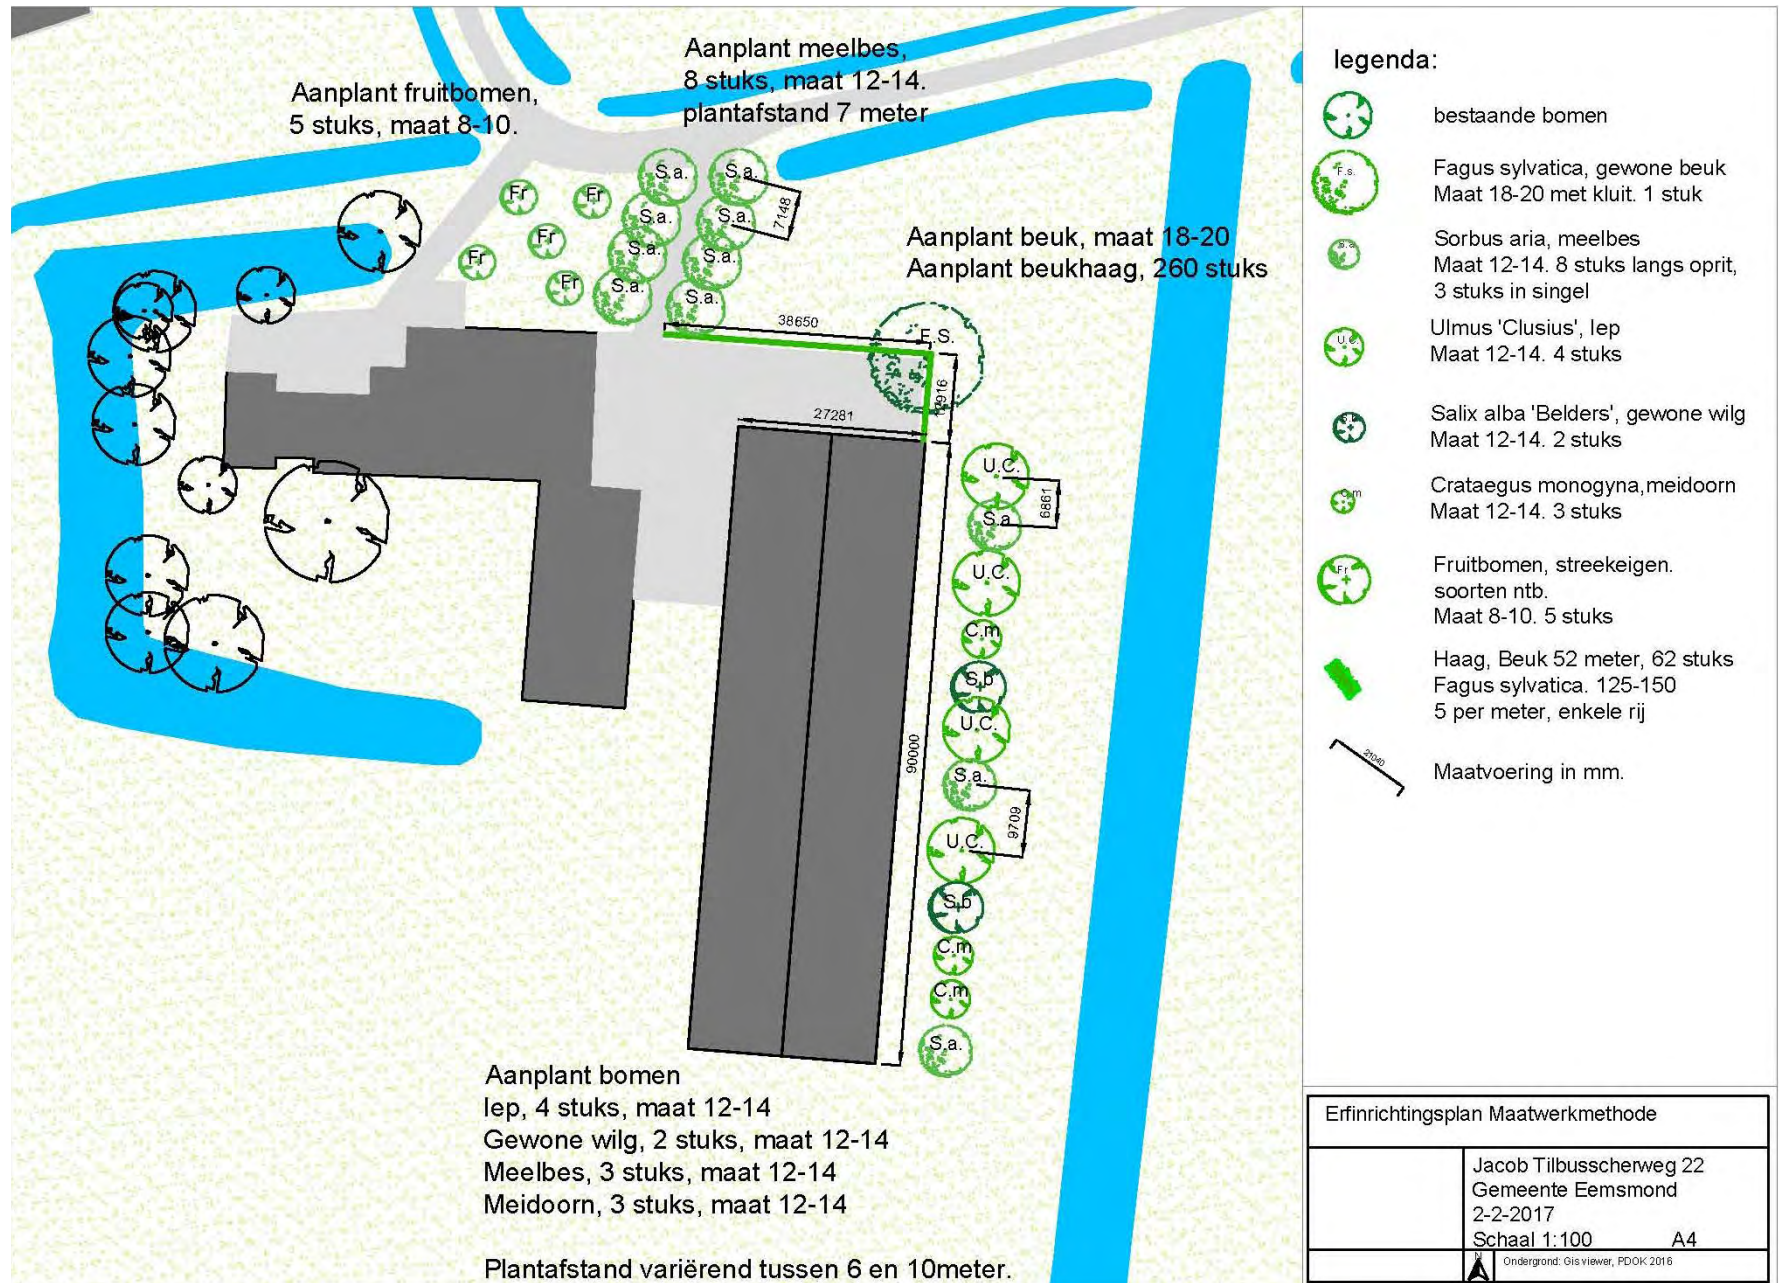 Aanplant fruitbomen,
5 stuks, maat 8-10.
Aanplant meelbes,
8 stuks, maat 12-14.
plantafstand 7 meter
Fr
Fr
Fr
Fr
Fr
S.a.
S.a.
S.a.
S.a.
S.a.
S.a.
S.a.
S.a.
7148
Aanplant beuk, maat 18-20
Aanplant beukhaag, 260 stuks
38650
F.S.
27281
U.C.
6861
S.a.
U.C.
C.m
S.b
U.C.
90000
S.a.
9709
U.C.
S.b
C.m
C.m
S.a.
Aanplant bomen
Iep, 4 stuks, maat 12-14
Gewone wilg, 2 stuks, maat 12-14
Meelbes, 3 stuks, maat 12-14
Meidoorn, 3 stuks, maat 12-14
Plantafstand variërend tussen 6 en 10meter.
legenda:
bestaande bomen
F.s.
Fagus sylvatica, gewone beuk
Maat 18-20 met kluit. 1 stuk
S.a.
Sorbus aria, meelbes
Maat 12-14. 8 stuks langs oprit,
3 stuks in singel
U.C.
Ulmus 'Clusius', Iep
Maat 12-14. 4 stuks
S.b
Salix alba 'Belders', gewone wilg
Maat 12-14. 2 stuks
C.m
Crataegus monogyna,meidoorn
Maat 12-14. 3 stuks
Fr
Fruitbomen, streekeigen.
soorten ntb.
Maat 8-10. 5 stuks
Haag, Beuk 52 meter, 62 stuks
Fagus sylvatica. 125-150
5 per meter, enkele rij
21040
Maatvoering in mm.
Erfinrichtingsplan Maatwerkmethode
Jacob Tilbusscherweg 22
Gemeente Eemsmond
2-2-2017
Schaal 1:100 A4
N
Ondergrond: Gisviewer, PDOK 2016